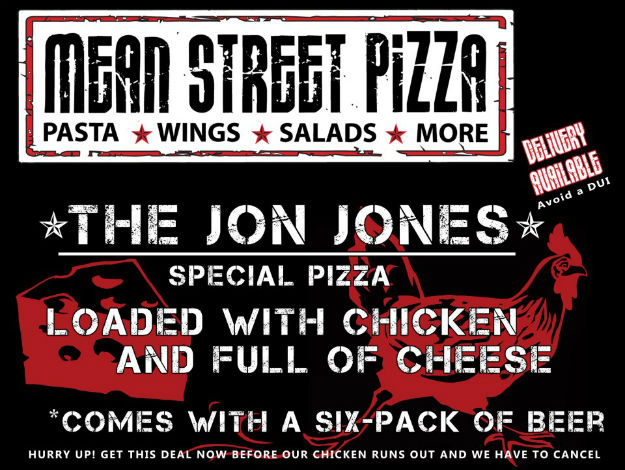 MEAN STREET PiZZA
PASTA ★ WINGS ★ SALADS ★ MORE
DELIVERY
AVAILABLE
Avoid a DUI
★THE JON JONES★
SPECIAL PIZZA
LOADED WITH CHICKEN
AND FULL OF CHEESE
*COMES WITH A SIX-PACK OF BEER
HURRY UP! GET THIS DEAL NOW BEFORE OUR CHICKEN RUNS OUT AND WE HAVE TO CANCEL